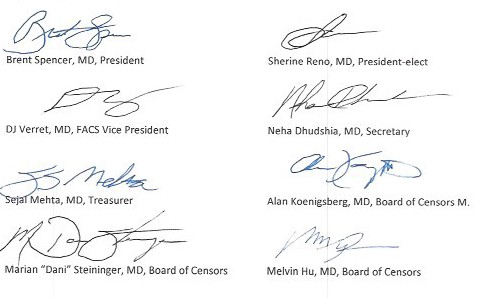 Brent Spencer, MD, President
Sherine Reno, MD, President-elect
DJ Verret, MD, FACS Vice President
Neha Dhudshia, MD, Secretary
Sejal Mehta, MD, Treasurer
Alan Koenigsberg, MD, Board of Censors M.
Marian "Dani" Steininger, MD, Board of Censors
Melvin Hu, MD, Board of Censors